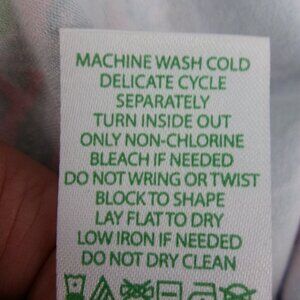 MACHINE WASH COLD
DELICATE CYCLE
SEPARATELY
TURN INSIDE OUT
ONLY NON-CHLORINE
BLEACH IF NEEDED
DO NOT WRING OR TWIST
BLOCK TO SHAPE
LAY FLAT TO DRY
LOW IRON IF NEEDED
DO NOT DRY CLEAN